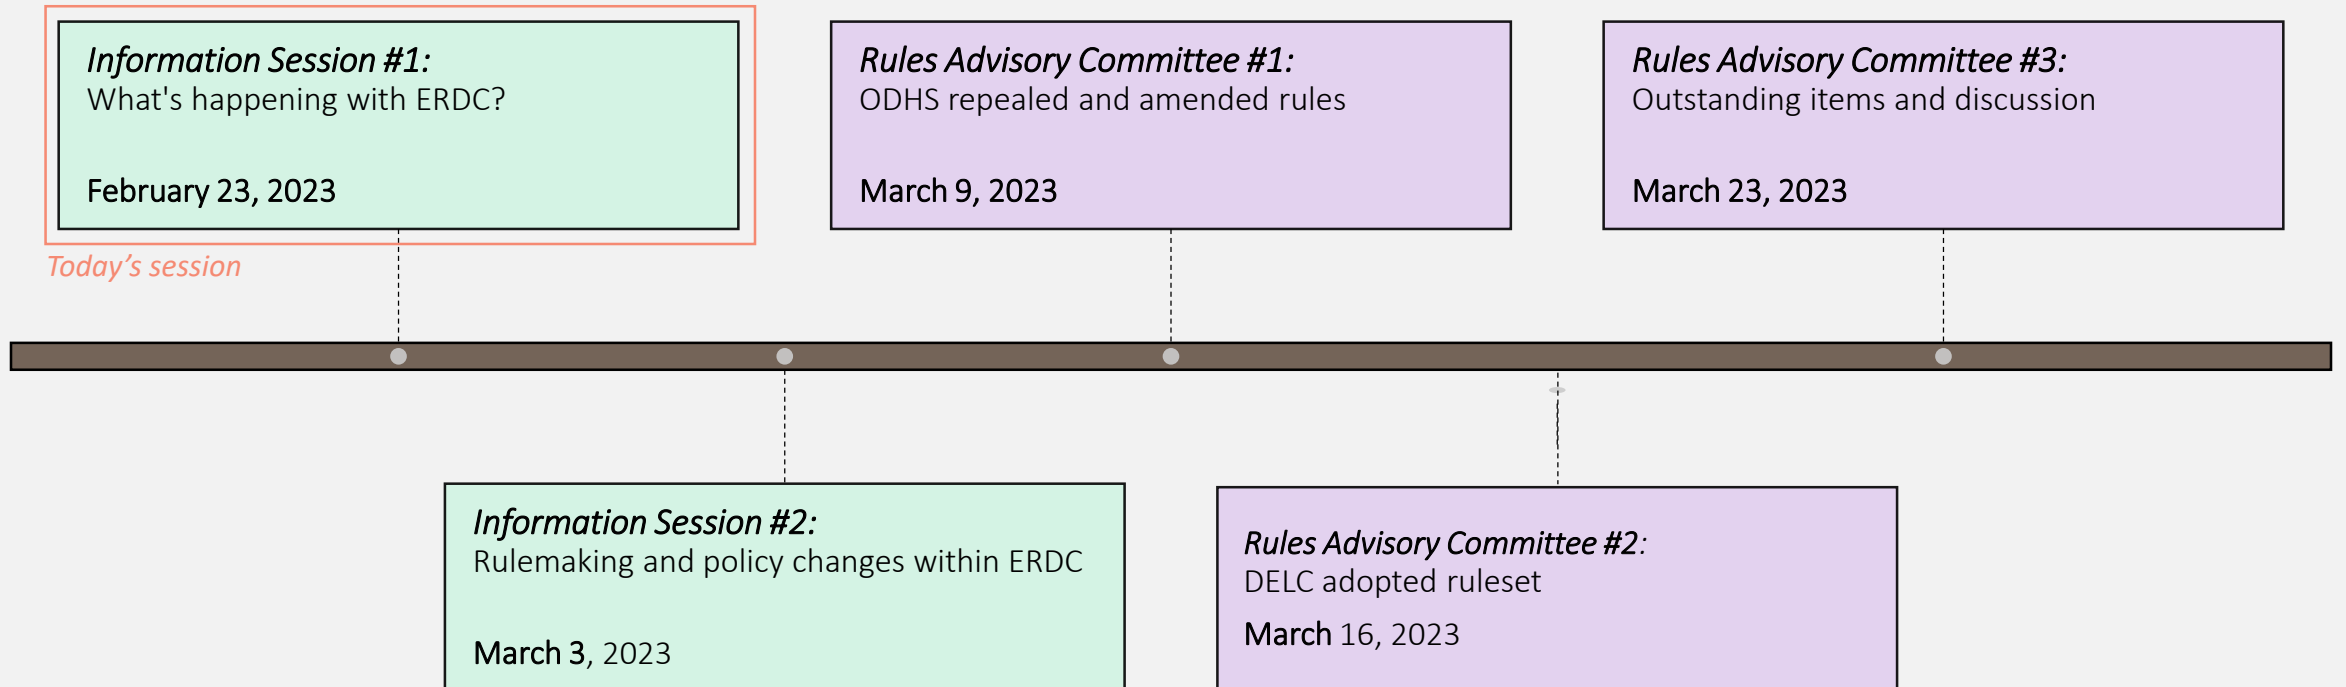 Information Session #1:
What's happening with ERDC?
February 23, 2023
Today’s session
Rules Advisory Committee #1:
ODHS repealed and amended rules
March 9, 2023
Rules Advisory Committee #3:
Outstanding items and discussion
March 23, 2023
Information Session #2:
Rulemaking and policy changes within ERDC
March 3, 2023
Rules Advisory Committee #2:
DELC adopted ruleset
March 16, 2023